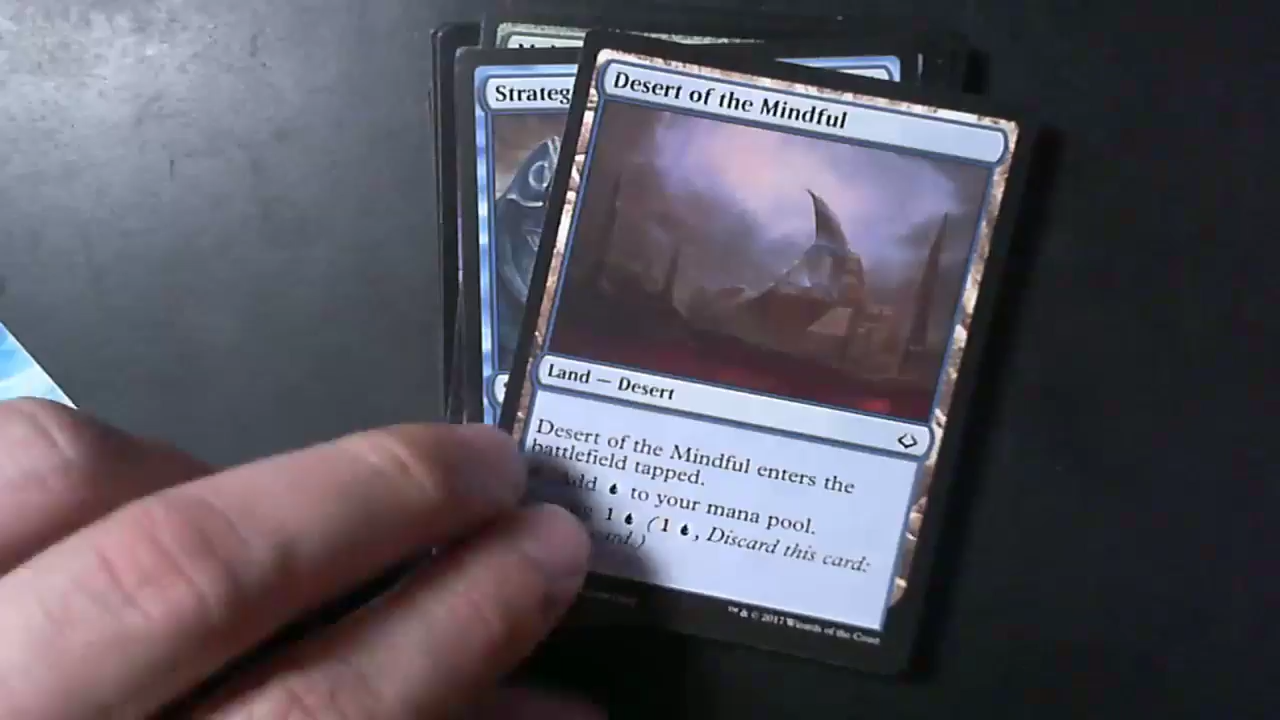 Strateg
Desert of the Mindful
Land — Desert
Desert of the Mindful enters the
battlefield tapped.
to your mana pool.
1 (1 , Discard this card:
™ & © 2017 Wizards of the Coast